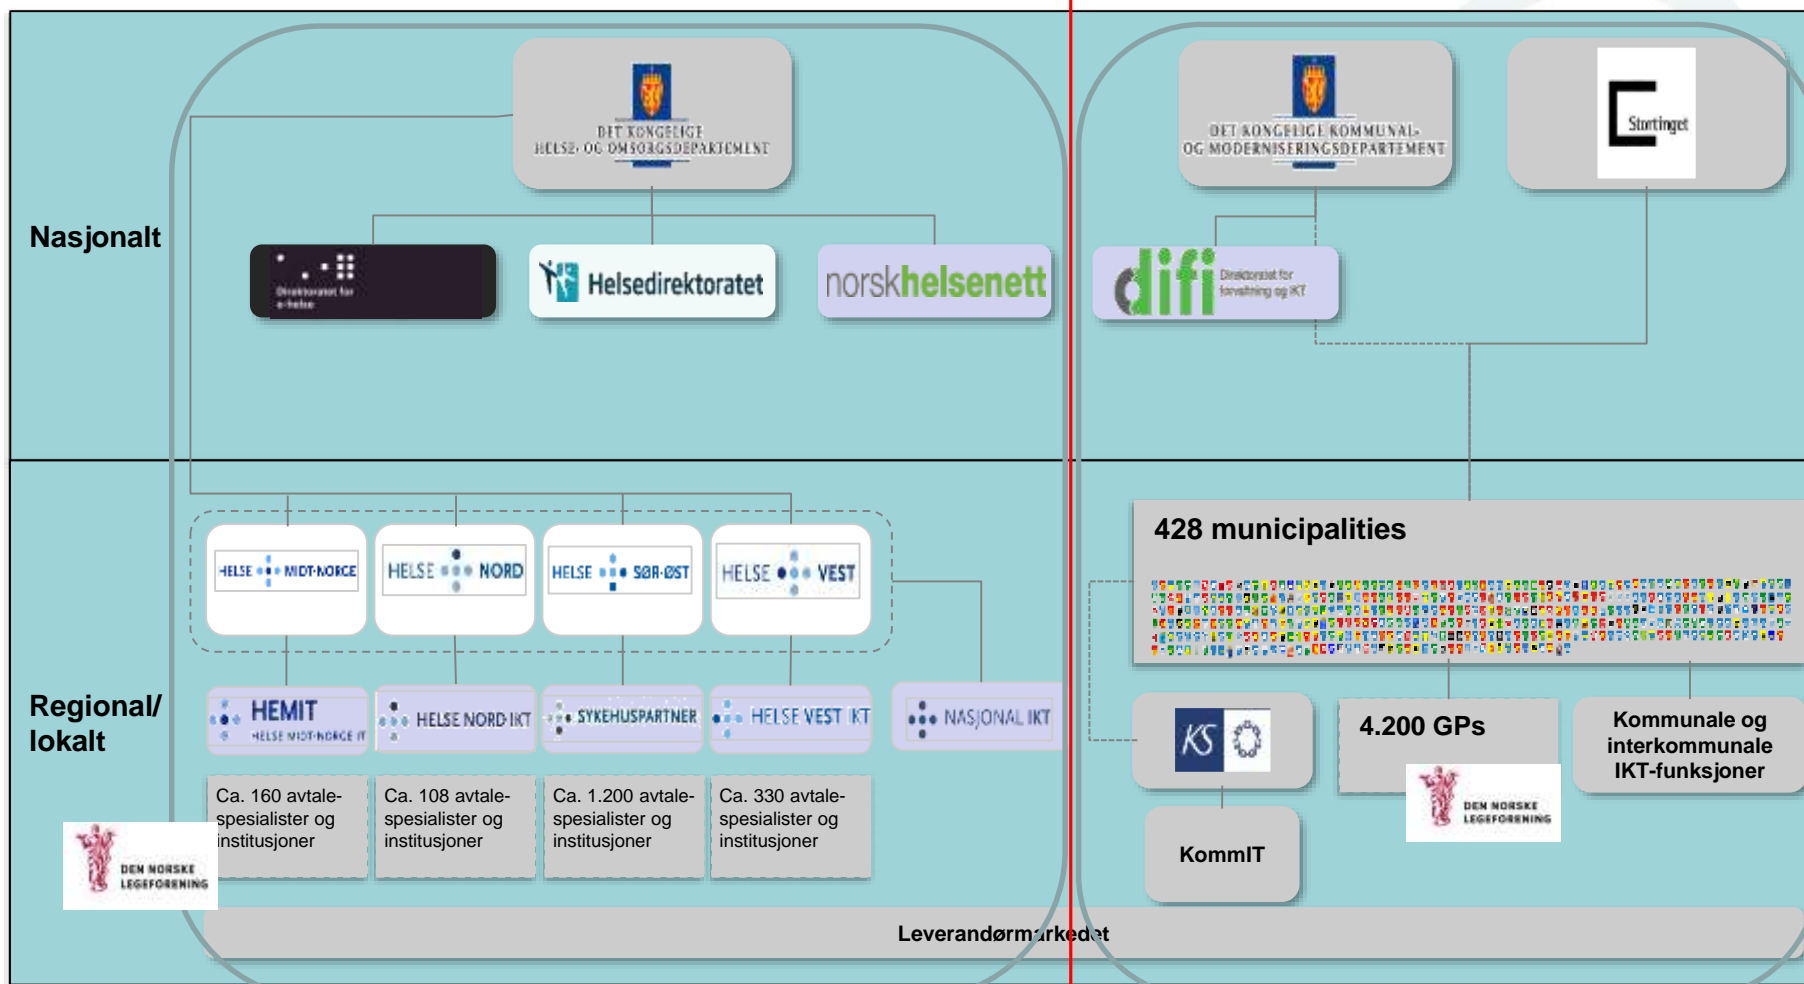 DET KONGELIGE
HELSE- OG OMSORGSDEPARTEMENT
DET KONGELIGE KOMMUNAL-
OG MODERNISERINGSDEPARTEMENT
Stortinget
Nasjonalt
Direktoratet for
e-helse
Helsedirektoratet
norskhelsenett
difi
Direktoratet for
forvaltning og IKT
428 municipalities
HELSE MIDT-NORGE
HELSE NORD
HELSE SØR-ØST
HELSE VEST
Regional/
lokalt
HEMIT
HELSE MIDT-NORGE IT
HELSE NORD IKT
SYKEHUSPARTNER
HELSE VEST IKT
NASJONAL IKT
KS
4.200 GPs
Kommunale og
interkommunale
IKT-funksjoner
Ca. 160 avtale-
spesialister og
institusjoner
Ca. 108 avtale-
spesialister og
institusjoner
Ca. 1.200 avtale-
spesialister og
institusjoner
Ca. 330 avtale-
spesialister og
institusjoner
DEN NORSKE
LEGEFORENING
DEN NORSKE
LEGEFORENING
KommIT
Leverandørmarkedet